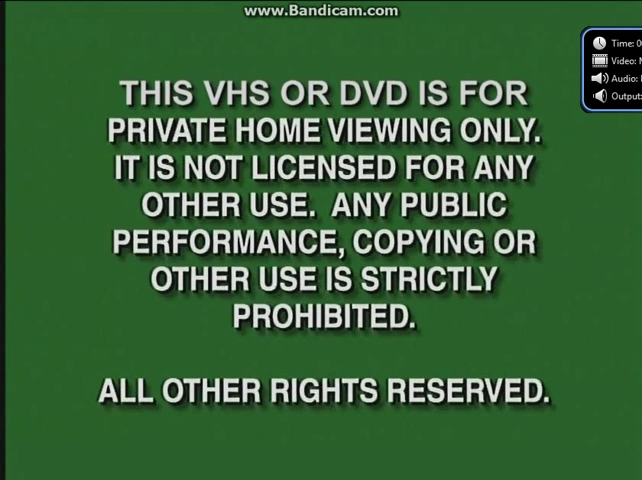 www.Bandicam.com
Time: 0
Video:
Audio:
Output:
THIS VHS OR DVD IS FOR
PRIVATE HOME VIEWING ONLY.
IT IS NOT LICENSED FOR ANY
OTHER USE.  ANY PUBLIC
PERFORMANCE, COPYING OR
OTHER USE IS STRICTLY
PROHIBITED.
ALL OTHER RIGHTS RESERVED.